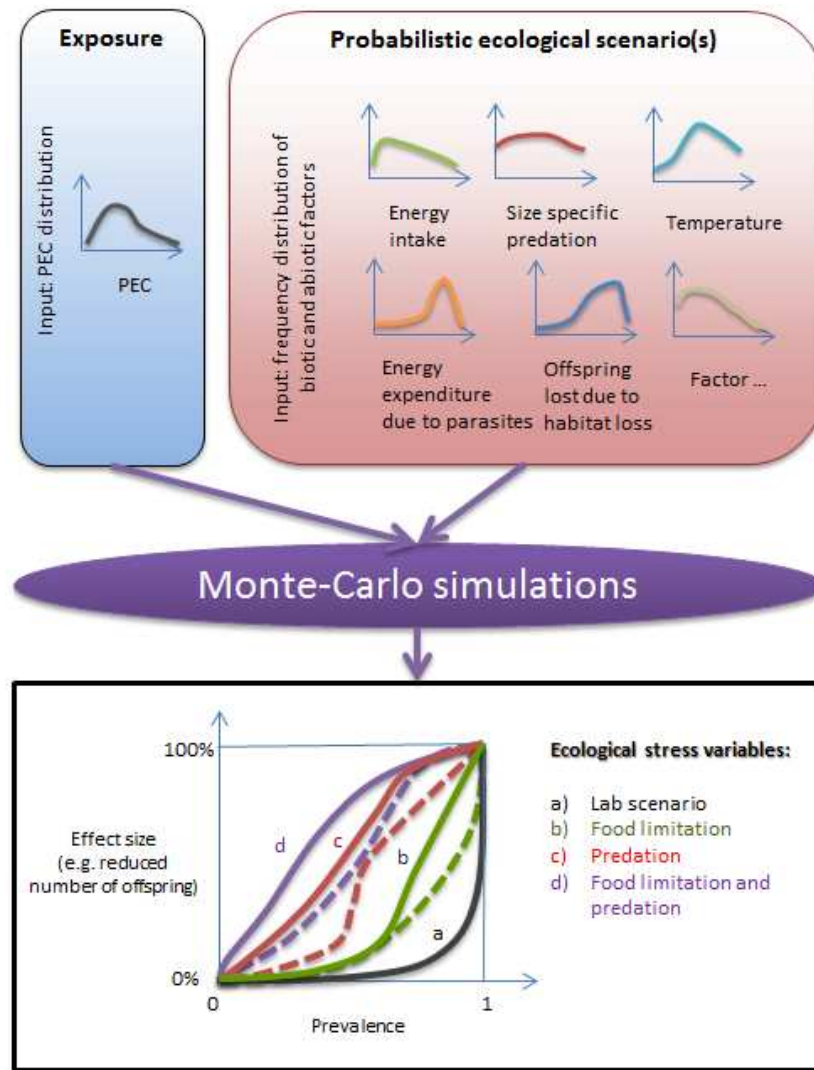 Exposure
Input: PEC distribution
PEC
Probabilistic ecological scenario(s)
Input: frequency distribution of
biotic and abiotic factors
Energy
intake
Size specific
predation
Temperature
Energy
expenditure
due to parasites
Offspring
lost due to
habitat loss
Factor ...
Monte-Carlo simulations
100%
Effect size
(e.g. reduced
number of offspring)
0%
0
1
Prevalence
d
c
b
a
Ecological stress variables:
a) Lab scenario
b) Food limitation
c) Predation
d) Food limitation and
predation